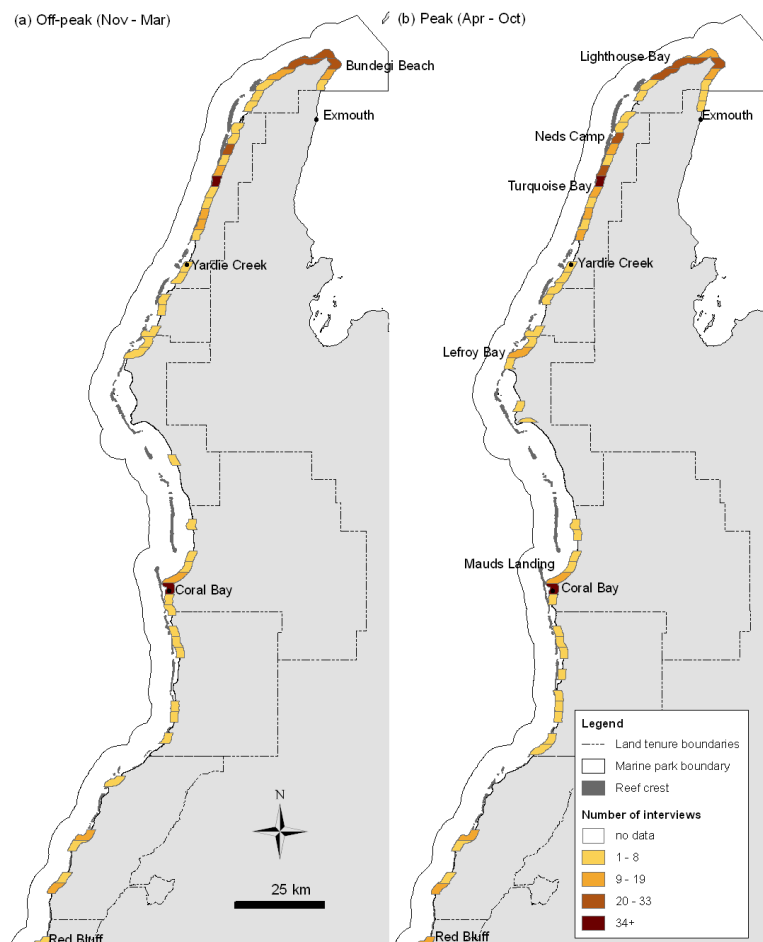 (a) Off-peak (Nov - Mar)
Bundegi Beach
Exmouth
Yardie Creek
Coral Bay
Red Bluff
N
25 km
(b) Peak (Apr - Oct)
Lighthouse Bay
Exmouth
Neds Camp
Turquoise Bay
Yardie Creek
Lefroy Bay
Mauds Landing
Coral Bay
Red Bluff
Legend
Land tenure boundaries
Marine park boundary
Reef crest
Number of interviews
no data
1 - 8
9 - 19
20 - 33
34+